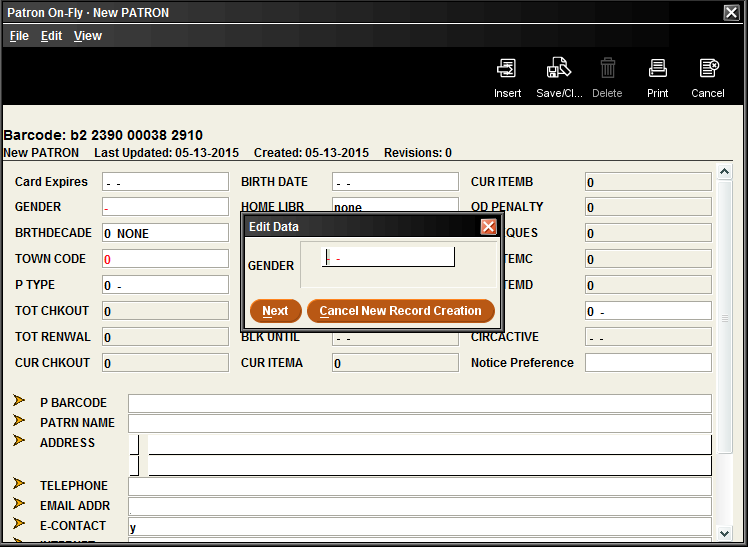 Patron On-Fly · New PATRON
File Edit View
Insert Save/Cl... Delete Print Cancel
Barcode: b2 2390 00038 2910
New PATRON Last Updated: 05-13-2015 Created: 05-13-2015 Revisions: 0
Card Expires - - BIRTH DATE - - CUR ITEMB 0
GENDER - HOME LIBR none OD PENALTY 0
BRTHDECADE 0 NONE QUES 0
TOWN CODE 0 TEMC 0
P TYPE 0 - TEMD 0
Edit Data
GENDER - -
Next Cancel New Record Creation
TOT CHKOUT 0 0 -
TOT RENWAL 0 BLK UNTIL - - CIRCACTIVE - -
CUR CHKOUT 0 CUR ITEMA 0 Notice Preference
P BARCODE
PATRN NAME
ADDRESS
TELEPHONE
EMAIL ADDR
E-CONTACT y